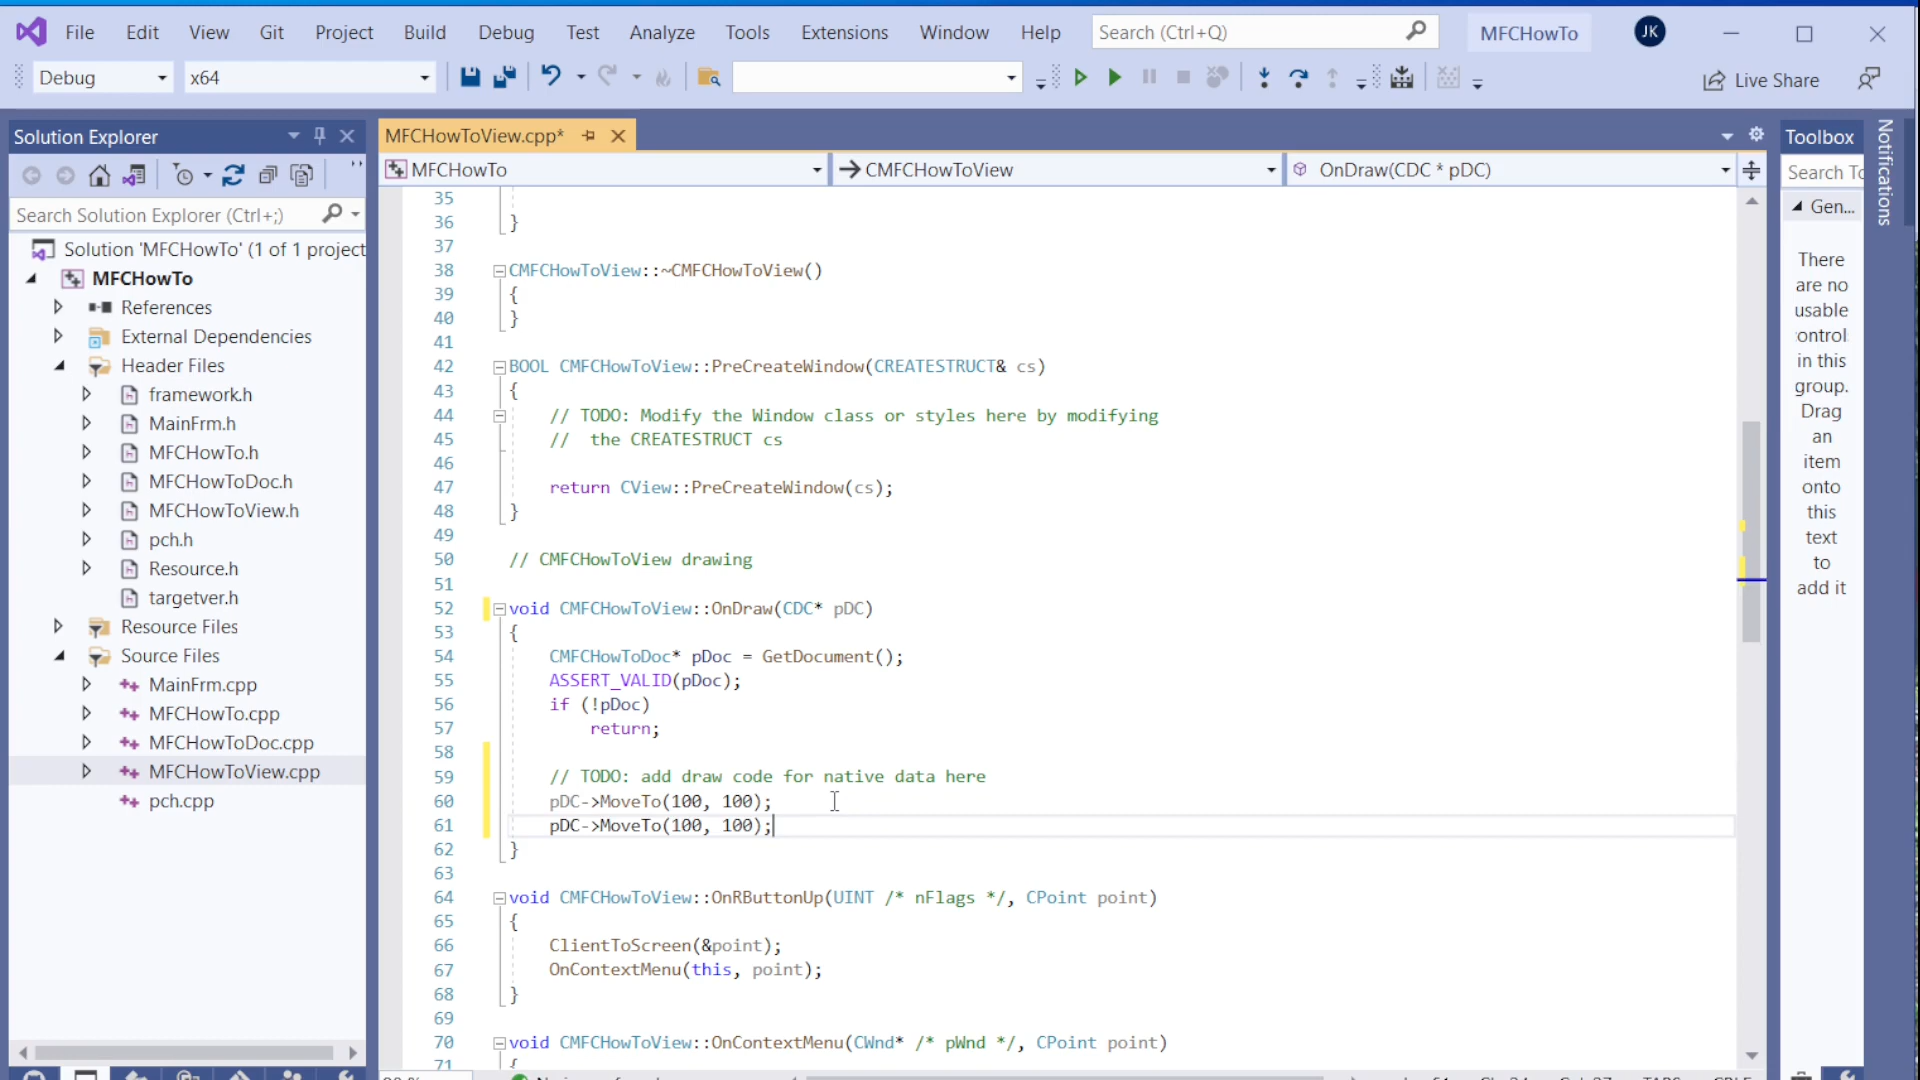 File Edit View Git Project Build Debug Test Analyze Tools Extensions Window Help Search (Ctrl+Q) MFCHowTo JK
Debug x64 Live Share
Solution Explorer
Search Solution Explorer (Ctrl+;)
Solution 'MFCHowTo' (1 of 1 project
MFCHowTo
References
External Dependencies
Header Files
framework.h
MainFrm.h
MFCHowTo.h
MFCHowToDoc.h
MFCHowToView.h
pch.h
Resource.h
targetver.h
Resource Files
Source Files
MainFrm.cpp
MFCHowTo.cpp
MFCHowToDoc.cpp
MFCHowToView.cpp
pch.cpp
MFCHowToView.cpp*
MFCHowTo CMFCHowToView OnDraw(CDC * pDC)
35
36 }
37
38 CMFCHowToView::~CMFCHowToView()
39 {
40 }
41
42 BOOL CMFCHowToView::PreCreateWindow(CREATESTRUCT& cs)
43 {
44 // TODO: Modify the Window class or styles here by modifying
45 //  the CREATESTRUCT cs
46
47 return CView::PreCreateWindow(cs);
48 }
49
50 // CMFCHowToView drawing
51
52 void CMFCHowToView::OnDraw(CDC* pDC)
53 {
54 CMFCHowToDoc* pDoc = GetDocument();
55 ASSERT_VALID(pDoc);
56 if (!pDoc)
57 return;
58
59 // TODO: add draw code for native data here
60 pDC->MoveTo(100, 100);
61 pDC->MoveTo(100, 100);
62 }
63
64 void CMFCHowToView::OnRButtonUp(UINT /* nFlags */, CPoint point)
65 {
66 ClientToScreen(&point);
67 OnContextMenu(this, point);
68 }
69
70 void CMFCHowToView::OnContextMenu(CWnd* /* pWnd */, CPoint point)
71 {
Toolbox
Search To
Gen...
There
are no
usable
control
in this
group.
Drag
an
item
onto
this
text
to
add it
Notifications